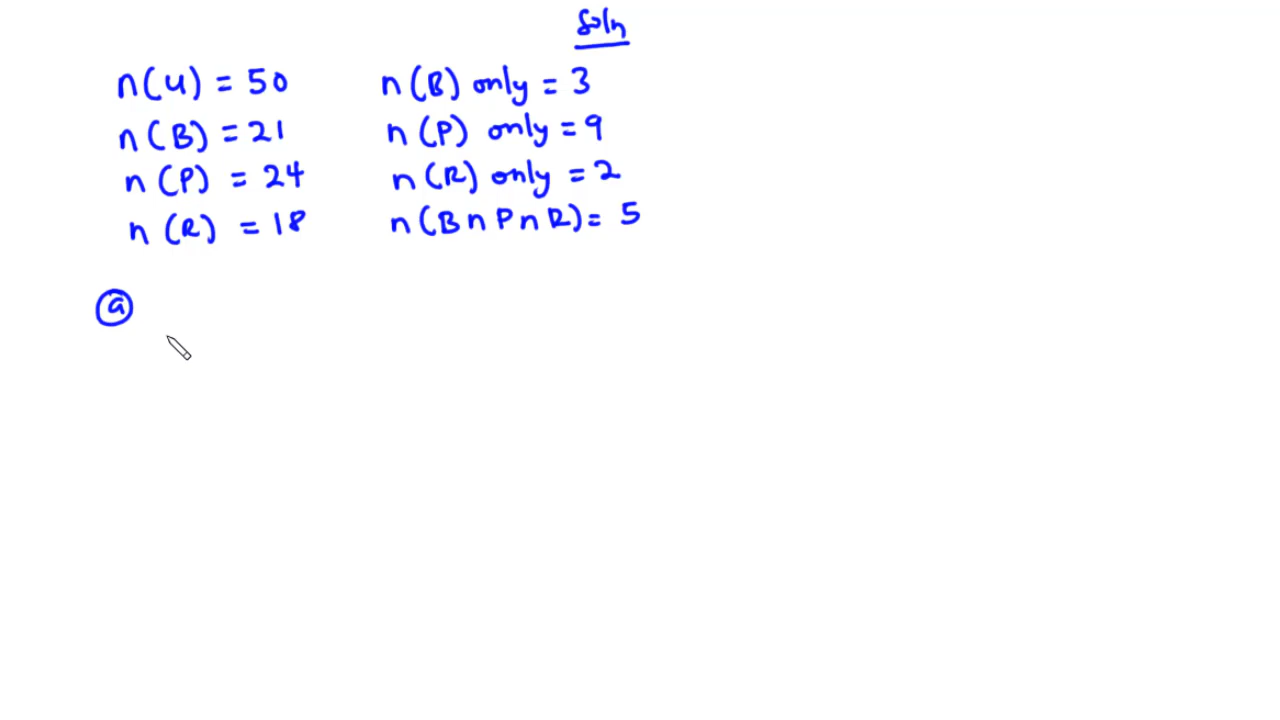 Soln
n(U) = 50 n(B) only = 3
n(B) = 21 n(P) only = 9
n(P) = 24 n(R) only = 2
n(R) = 18 n(B n P n R) = 5
a